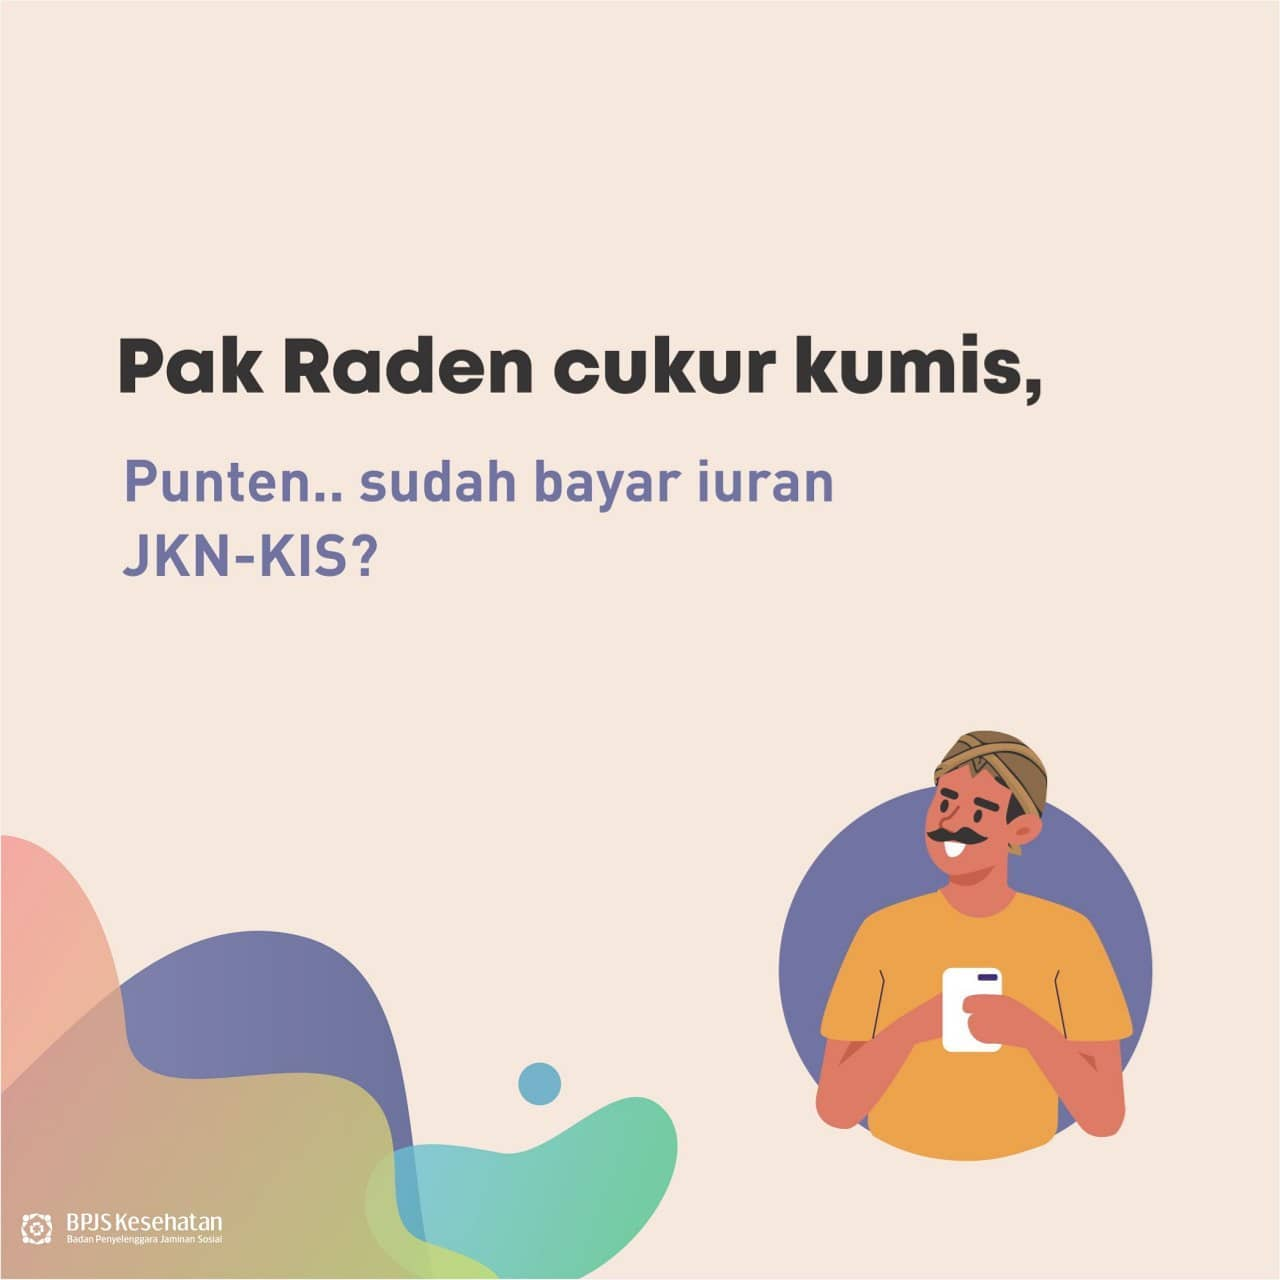 Pak Raden cukur kumis,
Punten.. sudah bayar iuran
JKN-KIS?
BPJS Kesehatan
Badan Penyelenggara Jaminan Sosial